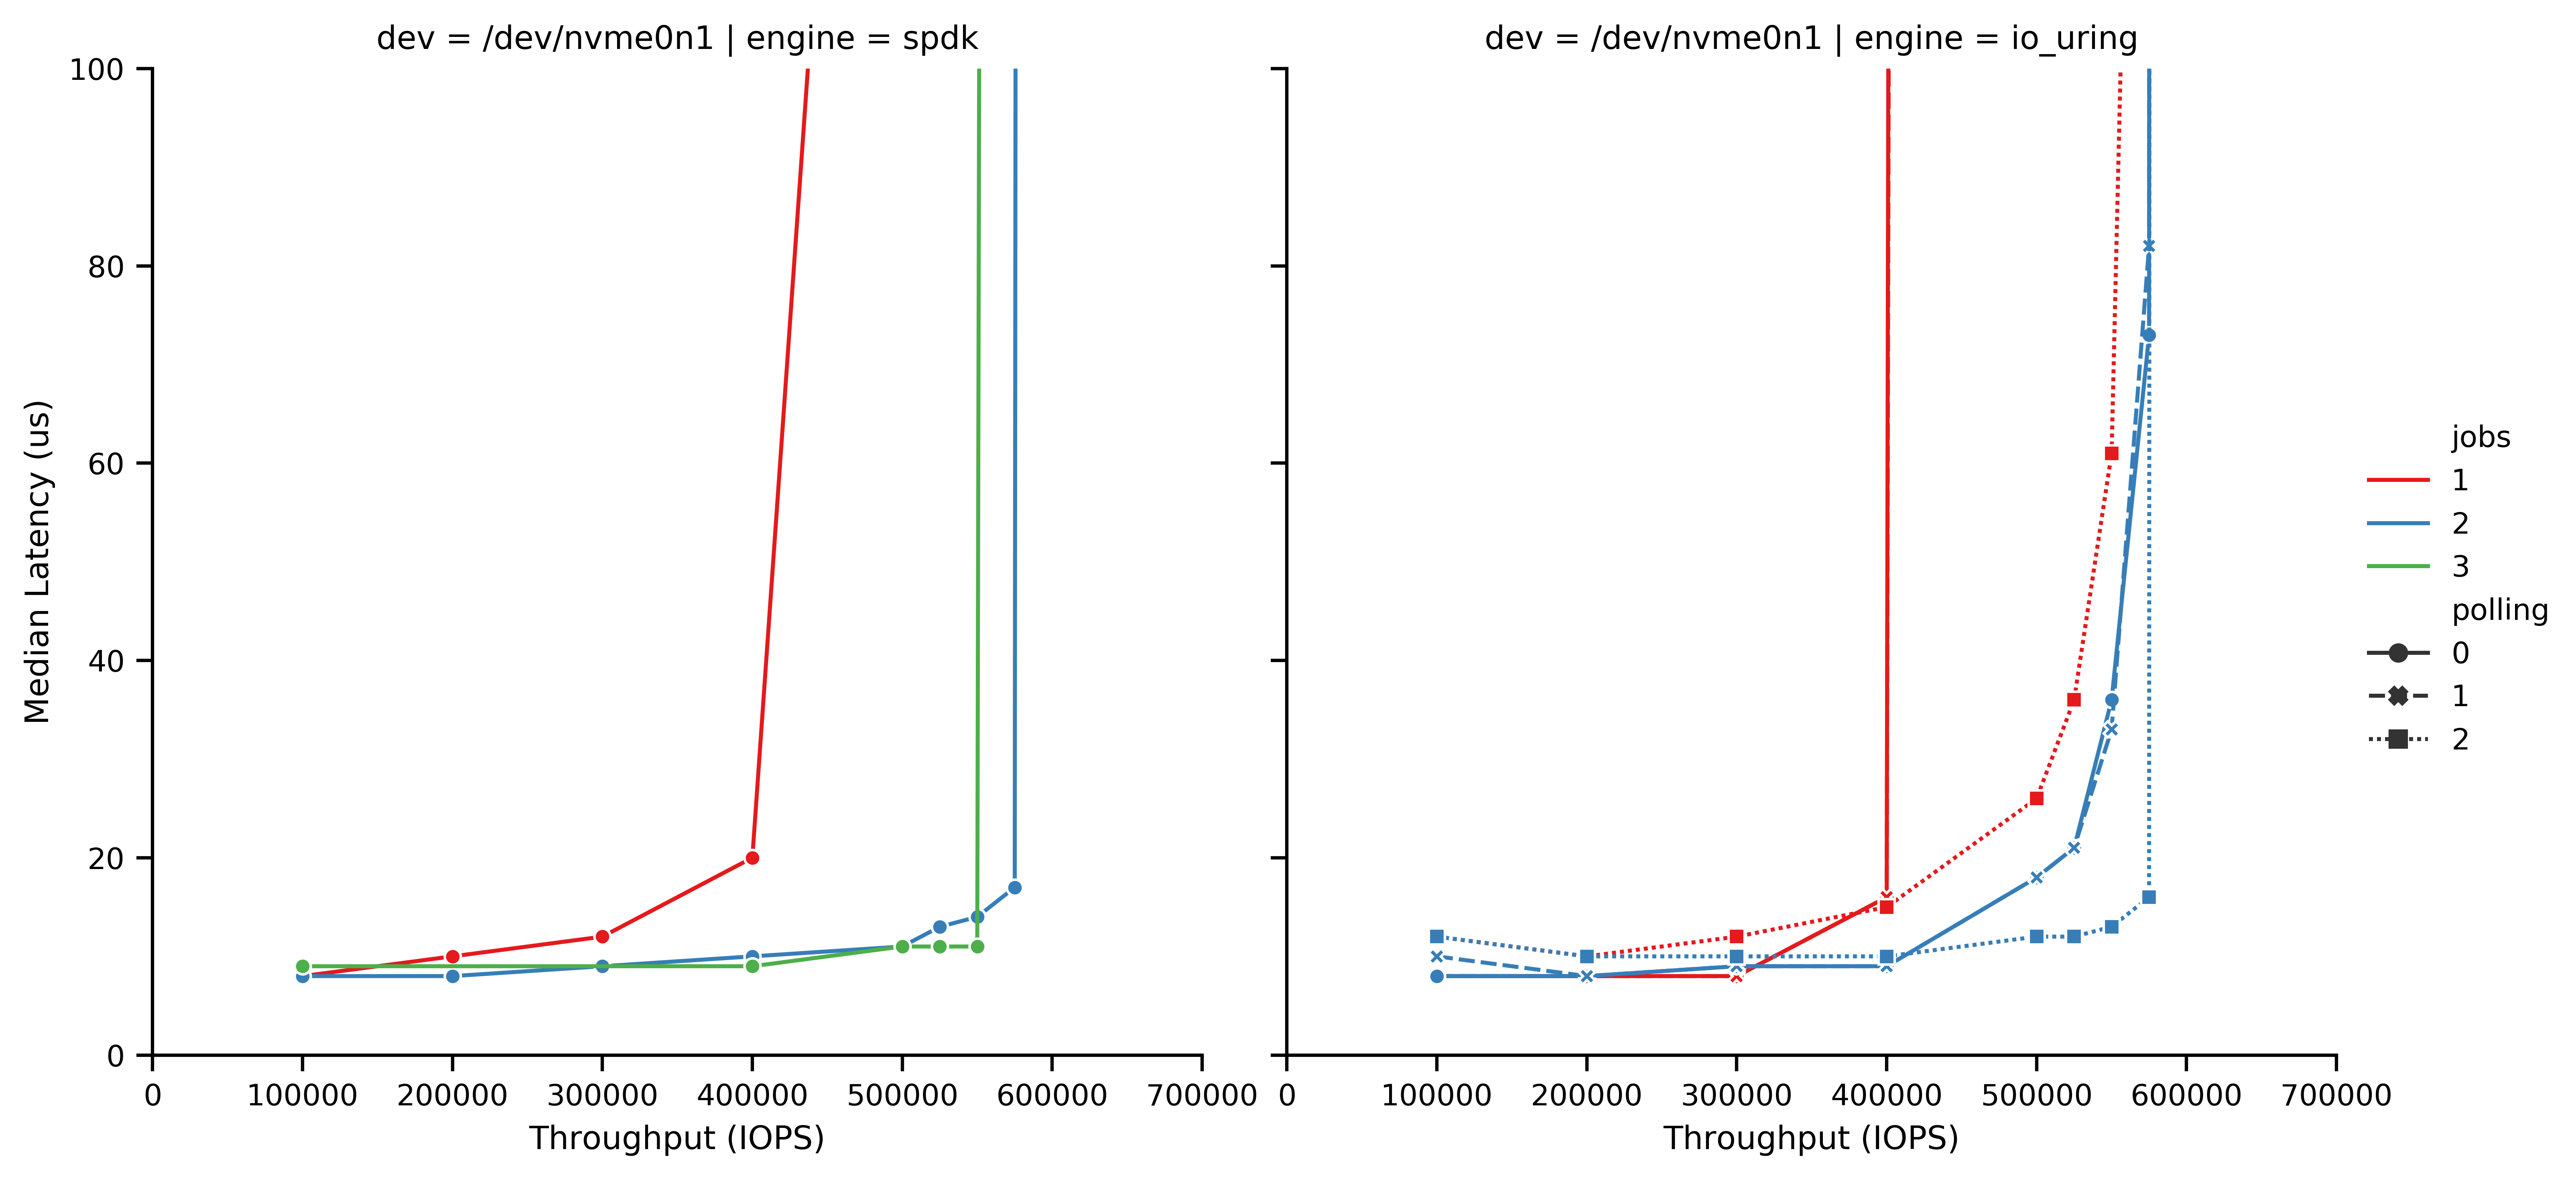 dev = /dev/nvme0n1 | engine = spdk
dev = /dev/nvme0n1 | engine = io_uring
Median Latency (us)
100
80
60
40
20
0
0 100000 200000 300000 400000 500000 600000 700000
0 100000 200000 300000 400000 500000 600000 700000
Throughput (IOPS)
Throughput (IOPS)
jobs
1
2
3
polling
0
1
2